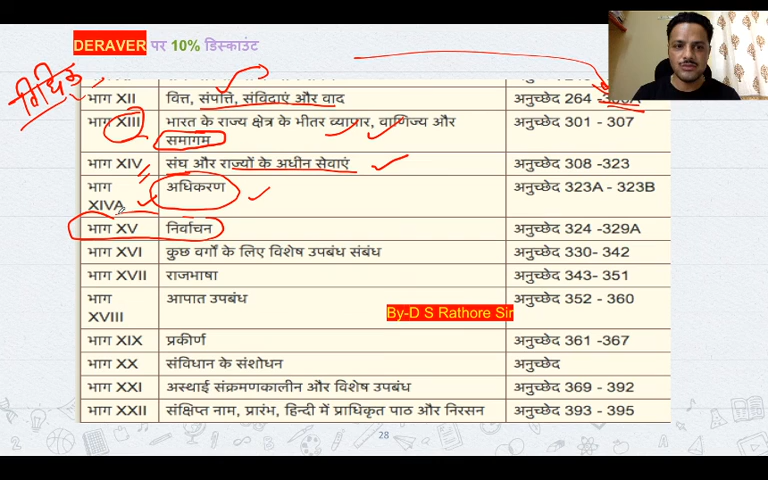 DERAVER पर 10% डिस्काउंट
विधिक
भाग XII वित्त, संपत्ति, संविदाएं और वाद अनुच्छेद 264 -300A
भाग XIII भारत के राज्य क्षेत्र के भीतर व्यापार, वाणिज्य और अनुच्छेद 301 - 307
समागम
भाग XIV संघ और राज्यों के अधीन सेवाएं अनुच्छेद 308 -323
भाग अधिकरण अनुच्छेद 323A - 323B
XIVA
भाग XV निर्वाचन अनुच्छेद 324 -329A
भाग XVI कुछ वर्गों के लिए विशेष उपबंध संबंध अनुच्छेद 330- 342
भाग XVII राजभाषा अनुच्छेद 343- 351
भाग आपात उपबंध अनुच्छेद 352 - 360
XVIII
By-D S Rathore Sir
भाग XIX प्रकीर्ण अनुच्छेद 361 -367
भाग XX संविधान के संशोधन अनुच्छेद
भाग XXI अस्थाई संक्रमणकालीन और विशेष उपबंध अनुच्छेद 369 - 392
भाग XXII संक्षिप्त नाम, प्रारंभ, हिन्दी में प्राधिकृत पाठ और निरसन अनुच्छेद 393 - 395
28